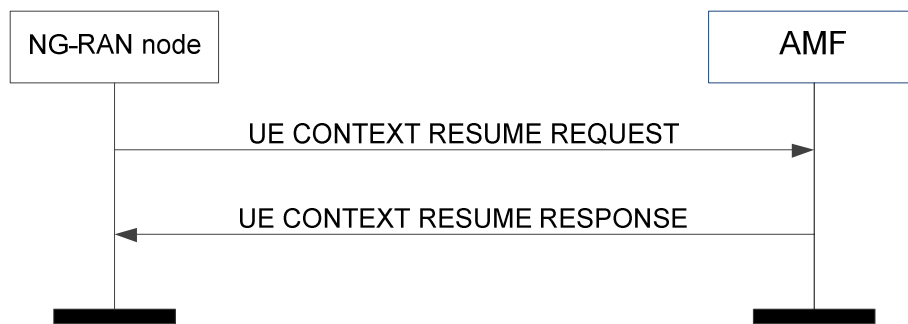 NG-RAN node
AMF
UE CONTEXT RESUME REQUEST
UE CONTEXT RESUME RESPONSE